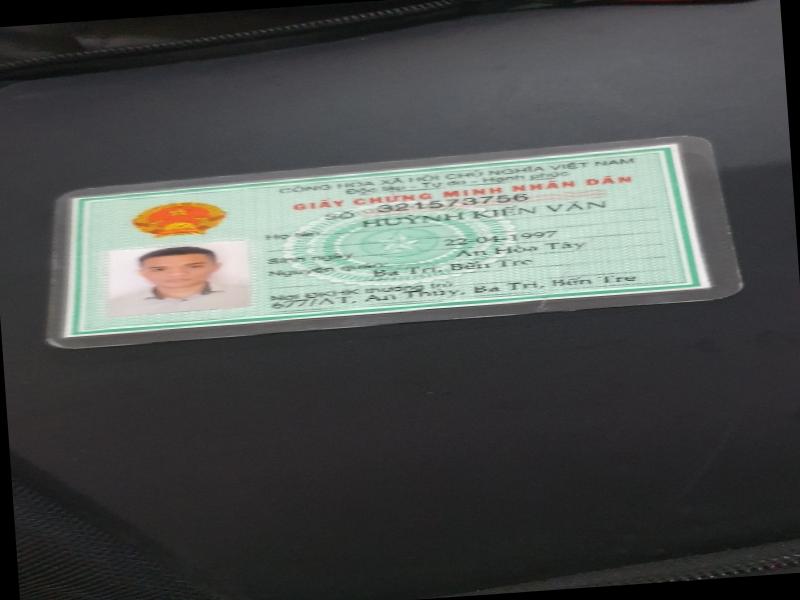 CỘNG HÒA XÃ HỘI CHỦ NGHĨA VIỆT NAM
Độc lập - Tự do - Hạnh phúc
GIẤY CHỨNG MINH NHÂN DÂN
SỐ 321573756
Họ tên HUỲNH KIẾN VĂN
Sinh ngày 22-04-1997
Nguyên quán An Hòa Tây
Ba Tri, Bến Tre
Nơi ĐKHK thường trú
677/AT, An Thủy, Ba Tri, Bến Tre